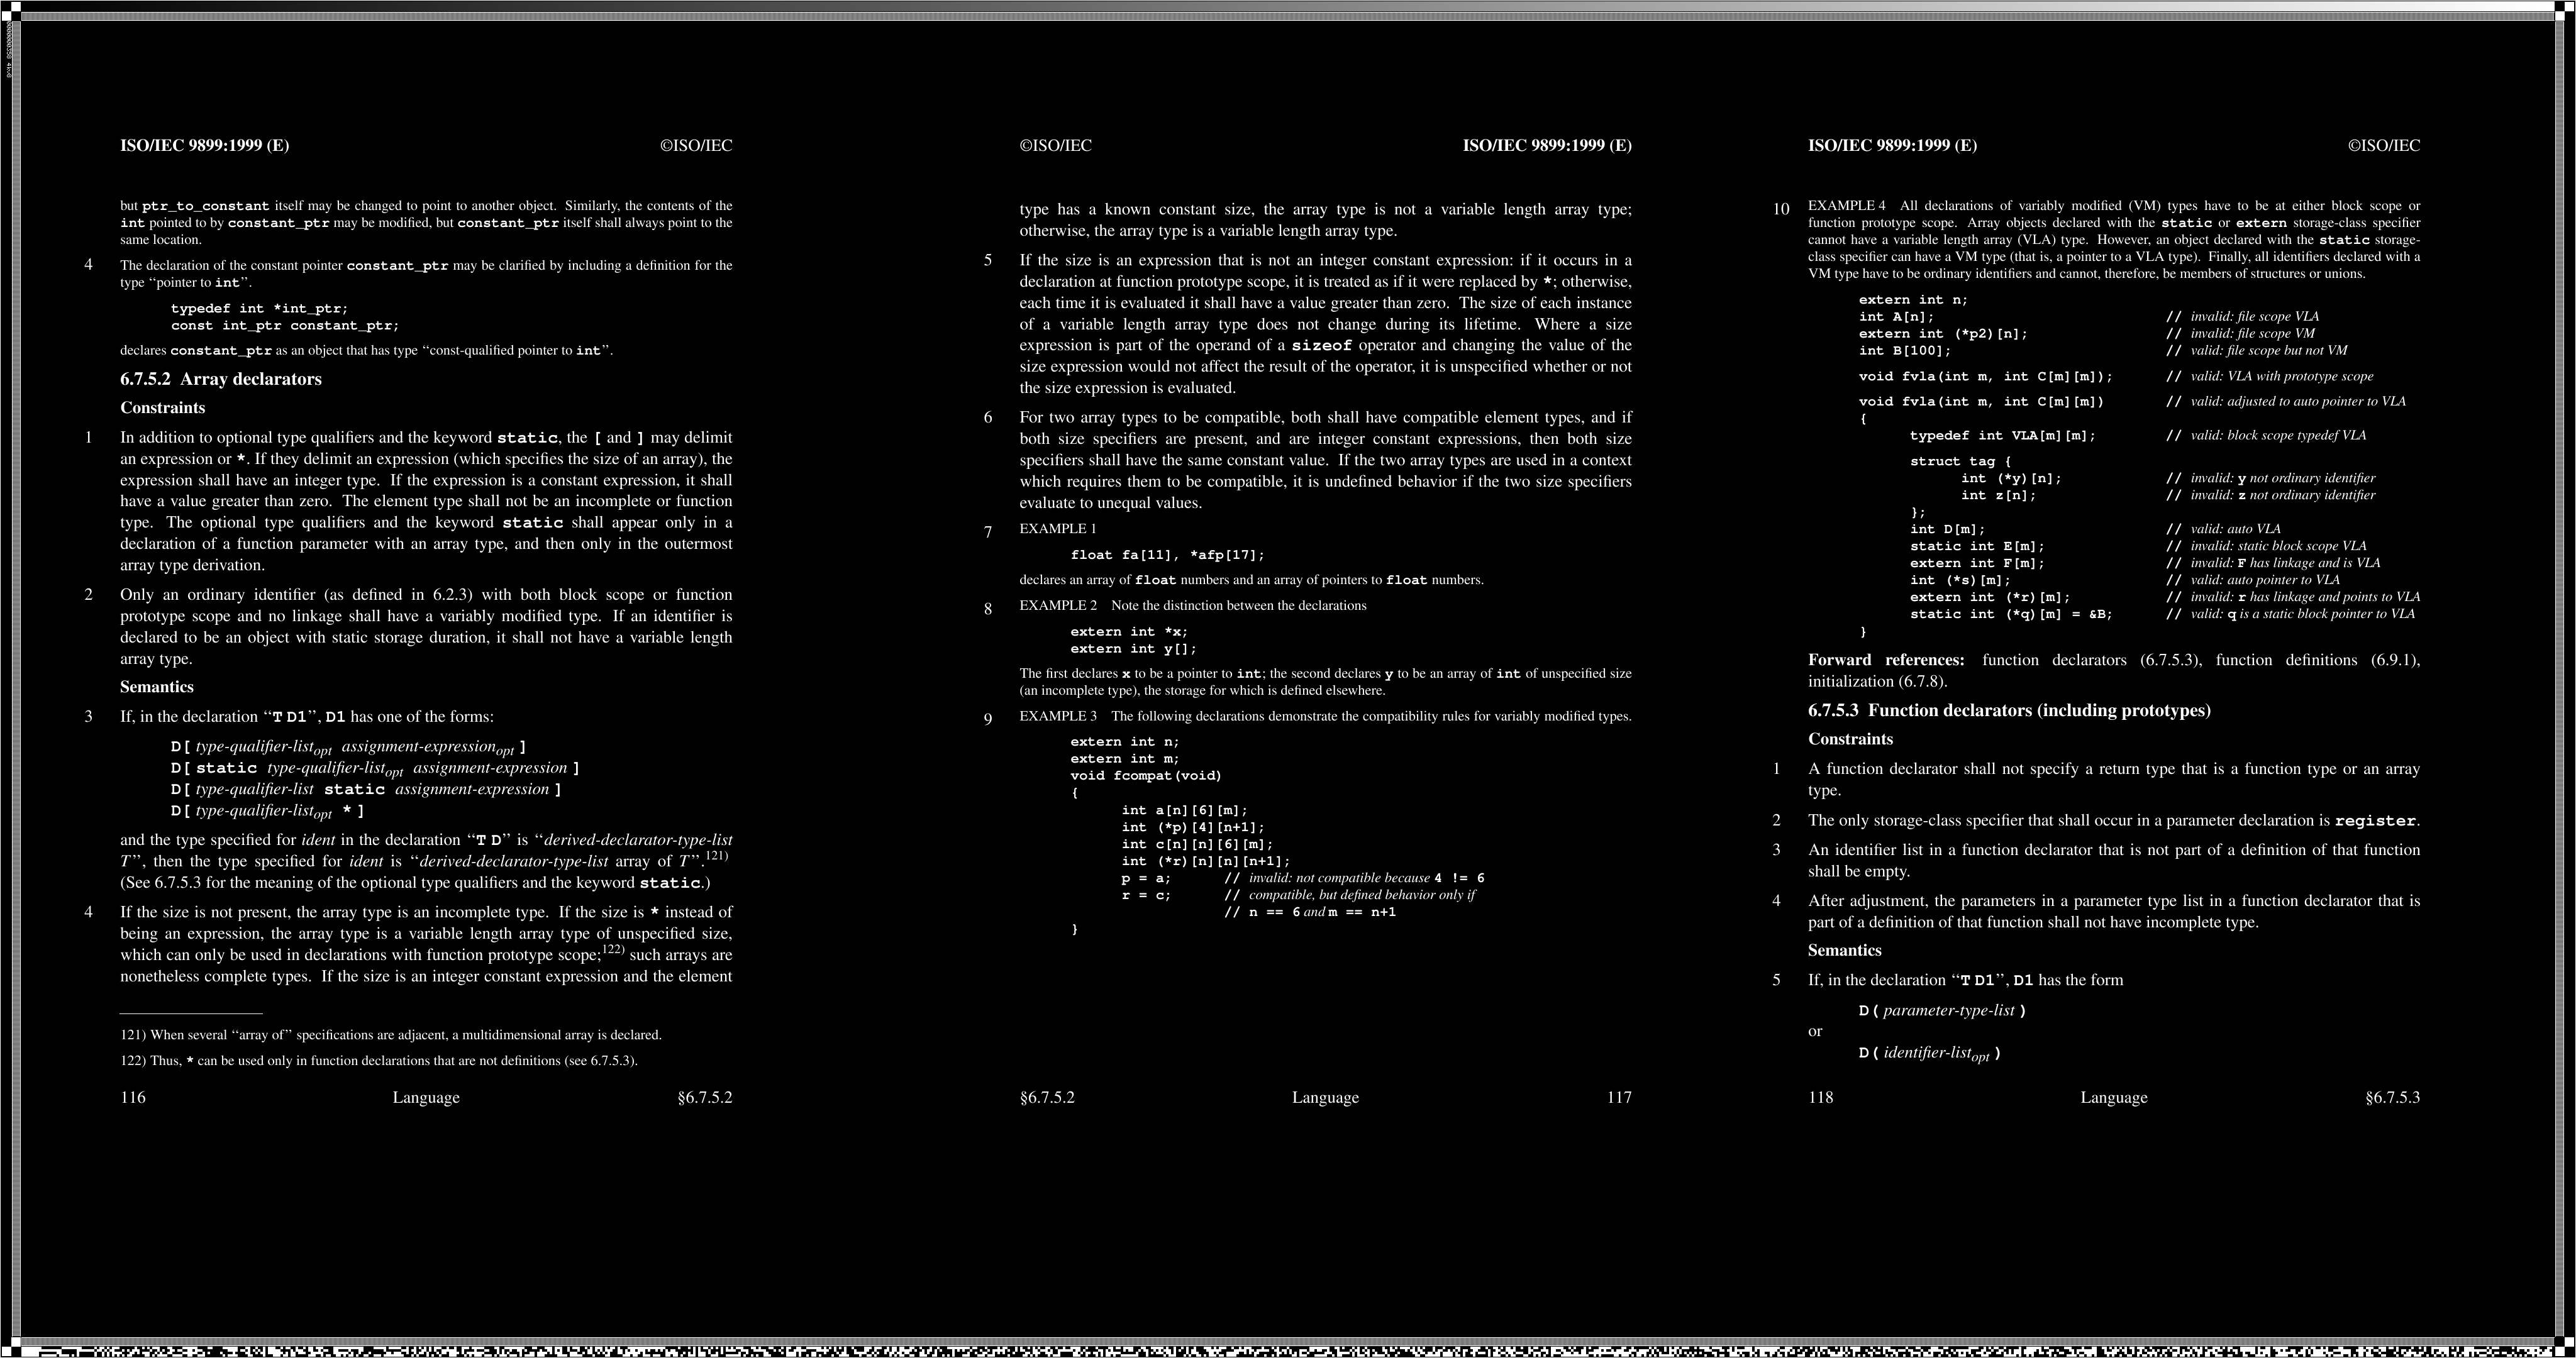 ISO/IEC 9899:1999 (E) ©ISO/IEC
but ptr_to_constant itself may be changed to point to another object. Similarly, the contents of the
int pointed to by constant_ptr may be modified, but constant_ptr itself shall always point to the
same location.
4 The declaration of the constant pointer constant_ptr may be clarified by including a definition for the
type ‘‘pointer to int’’.
typedef int *int_ptr;
const int_ptr constant_ptr;
declares constant_ptr as an object that has type ‘‘const-qualified pointer to int’’.
6.7.5.2 Array declarators
Constraints
1 In addition to optional type qualifiers and the keyword static, the [ and ] may delimit
an expression or *. If they delimit an expression (which specifies the size of an array), the
expression shall have an integer type. If the expression is a constant expression, it shall
have a value greater than zero. The element type shall not be an incomplete or function
type. The optional type qualifiers and the keyword static shall appear only in a
declaration of a function parameter with an array type, and then only in the outermost
array type derivation.
2 Only an ordinary identifier (as defined in 6.2.3) with both block scope or function
prototype scope and no linkage shall have a variably modified type. If an identifier is
declared to be an object with static storage duration, it shall not have a variable length
array type.
Semantics
3 If, in the declaration ‘‘T D1’’, D1 has one of the forms:
D[ type-qualifier-listopt assignment-expressionopt ]
D[ static type-qualifier-listopt assignment-expression ]
D[ type-qualifier-list static assignment-expression ]
D[ type-qualifier-listopt * ]
and the type specified for ident in the declaration ‘‘T D’’ is ‘‘derived-declarator-type-list
T’’, then the type specified for ident is ‘‘derived-declarator-type-list array of T’’.121)
(See 6.7.5.3 for the meaning of the optional type qualifiers and the keyword static.)
4 If the size is not present, the array type is an incomplete type. If the size is * instead of
being an expression, the array type is a variable length array type of unspecified size,
which can only be used in declarations with function prototype scope;122) such arrays are
nonetheless complete types. If the size is an integer constant expression and the element
121) When several ‘‘array of’’ specifications are adjacent, a multidimensional array is declared.
122) Thus, * can be used only in function declarations that are not definitions (see 6.7.5.3).
116 Language §6.7.5.2
©ISO/IEC ISO/IEC 9899:1999 (E)
type has a known constant size, the array type is not a variable length array type;
otherwise, the array type is a variable length array type.
5 If the size is an expression that is not an integer constant expression: if it occurs in a
declaration at function prototype scope, it is treated as if it were replaced by *; otherwise,
each time it is evaluated it shall have a value greater than zero. The size of each instance
of a variable length array type does not change during its lifetime. Where a size
expression is part of the operand of a sizeof operator and changing the value of the
size expression would not affect the result of the operator, it is unspecified whether or not
the size expression is evaluated.
6 For two array types to be compatible, both shall have compatible element types, and if
both size specifiers are present, and are integer constant expressions, then both size
specifiers shall have the same constant value. If the two array types are used in a context
which requires them to be compatible, it is undefined behavior if the two size specifiers
evaluate to unequal values.
7 EXAMPLE 1
float fa[11], *afp[17];
declares an array of float numbers and an array of pointers to float numbers.
8 EXAMPLE 2 Note the distinction between the declarations
extern int *x;
extern int y[];
The first declares x to be a pointer to int; the second declares y to be an array of int of unspecified size
(an incomplete type), the storage for which is defined elsewhere.
9 EXAMPLE 3 The following declarations demonstrate the compatibility rules for variably modified types.
extern int n;
extern int m;
void fcompat(void)
{
int a[n][6][m];
int (*p)[4][n+1];
int c[n][n][6][m];
int (*r)[n][n][n+1];
p = a; // invalid: not compatible because 4 != 6
r = c; // compatible, but defined behavior only if
// n == 6 and m == n+1
}
§6.7.5.2 Language 117
ISO/IEC 9899:1999 (E) ©ISO/IEC
10 EXAMPLE 4 All declarations of variably modified (VM) types have to be at either block scope or
function prototype scope. Array objects declared with the static or extern storage-class specifier
cannot have a variable length array (VLA) type. However, an object declared with the static storage-
class specifier can have a VM type (that is, a pointer to a VLA type). Finally, all identifiers declared with a
VM type have to be ordinary identifiers and cannot, therefore, be members of structures or unions.
extern int n;
int A[n]; // invalid: file scope VLA
extern int (*p2)[n]; // invalid: file scope VM
int B[100]; // valid: file scope but not VM
void fvla(int m, int C[m][m]); // valid: VLA with prototype scope
void fvla(int m, int C[m][m]) // valid: adjusted to auto pointer to VLA
{
typedef int VLA[m][m]; // valid: block scope typedef VLA
struct tag {
int (*y)[n]; // invalid: y not ordinary identifier
int z[n]; // invalid: z not ordinary identifier
};
int D[m]; // valid: auto VLA
static int E[m]; // invalid: static block scope VLA
extern int F[m]; // invalid: F has linkage and is VLA
int (*s)[m]; // valid: auto pointer to VLA
extern int (*r)[m]; // invalid: r has linkage and points to VLA
static int (*q)[m] = &B; // valid: q is a static block pointer to VLA
}
Forward references: function declarators (6.7.5.3), function definitions (6.9.1),
initialization (6.7.8).
6.7.5.3 Function declarators (including prototypes)
Constraints
1 A function declarator shall not specify a return type that is a function type or an array
type.
2 The only storage-class specifier that shall occur in a parameter declaration is register.
3 An identifier list in a function declarator that is not part of a definition of that function
shall be empty.
4 After adjustment, the parameters in a parameter type list in a function declarator that is
part of a definition of that function shall not have incomplete type.
Semantics
5 If, in the declaration ‘‘T D1’’, D1 has the form
D( parameter-type-list )
or
D( identifier-listopt )
118 Language §6.7.5.3